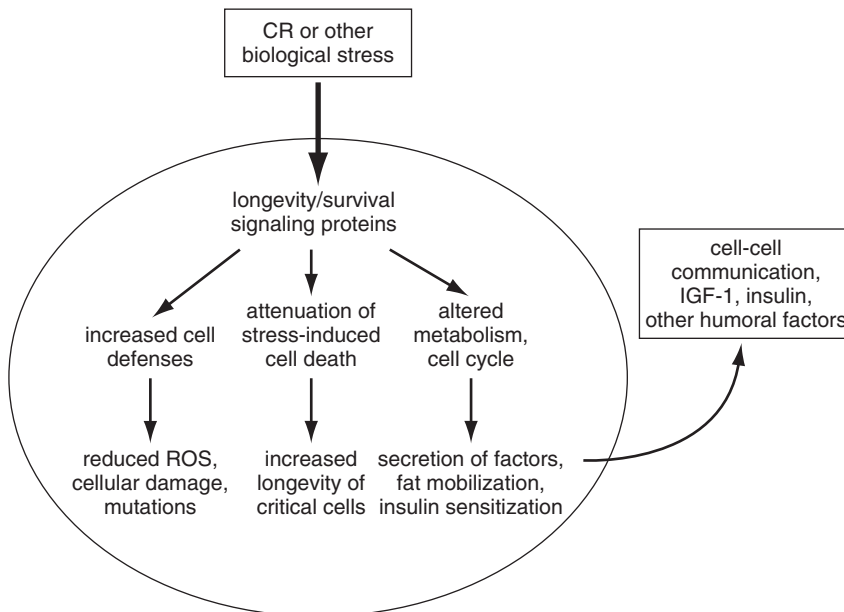 CR or other
biological stress
longevity/survival
signaling proteins
increased cell
defenses
attenuation of
stress-induced
cell death
altered
metabolism,
cell cycle
cell-cell
communication,
IGF-1, insulin,
other humoral factors
reduced ROS,
cellular damage,
mutations
increased
longevity of
critical cells
secretion of factors,
fat mobilization,
insulin sensitization